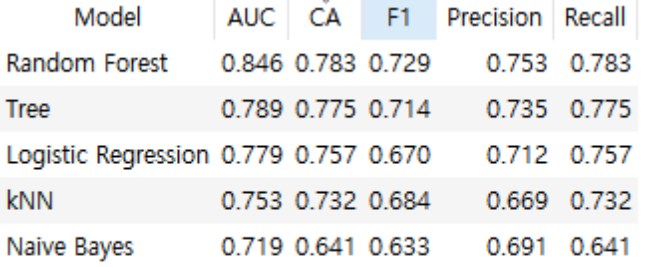 Model AUC CA F1 Precision Recall
Random Forest 0.846 0.783 0.729 0.753 0.783
Tree 0.789 0.775 0.714 0.735 0.775
Logistic Regression 0.779 0.757 0.670 0.712 0.757
kNN 0.753 0.732 0.684 0.669 0.732
Naive Bayes 0.719 0.641 0.633 0.691 0.641